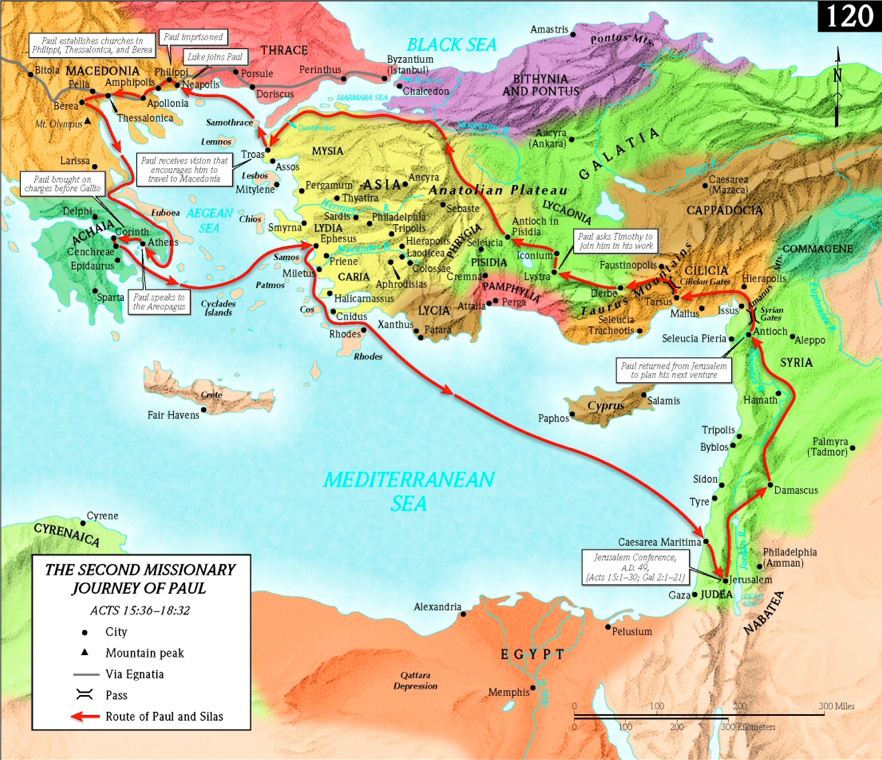 120
BLACK SEA
Amastris
Pontus Mts.
BITHYNIA
AND PONTUS
Paul establishes churches in
Philippi, Thessalonica, and Berea
Paul imprisoned
Luke joins Paul
THRACE
Bitola
MACEDONIA
Pella
Amphipolis
Philippi
Neapolis
Porsule
Doriscus
Perinthus
Byzantium
(Istanbul)
Chalcedon
MARMARA SEA
Berea
Apollonia
Thessalonica
Mt. Olympus
Samothrace
Lemnos
Troas
Assos
Lesbos
Mitylene
MYSIA
Ancyra
(Ankara)
GALATIA
Larissa
Paul receives vision that
encourages him to
travel to Macedonia
Paul brought on
charges before Gallio
Pergamum
Thyatira
ASIA
Ancyra
Anatolian Plateau
Caesarea
(Mazaca)
CAPPADOCIA
Delphi
Euboea
AEGEAN
SEA
Chios
Smyrna
Sardis
LYDIA
Philadelphia
Tripolis
Sebaste
LYCAONIA
Antioch in
Pisidia
PHRYGIA
Paul asks Timothy to
join him in his work
COMMAGENE
ACHAIA
Corinth
Athens
Cenchreae
Epidaurus
Sparta
Paul speaks to
the Areopagus
Samos
Ephesus
Priene
Miletus
Patmos
Hierapolis
Laodicea
Colossae
Aphrodisias
CARIA
Seleucia
PISIDIA
Cremna
Iconium
Lystra
Derbe
Faustinopolis
Taurus Mountains
CILICIA
Cilician Gates
Tarsus
Mallus
Issus
Hierapolis
Amanus Mts.
Syrian
Gates
Cyclades
Islands
Cos
Halicarnassus
Cnidus
Rhodes
Rhodes
Xanthus
LYCIA
Patara
PAMPHYLIA
Attalia
Perga
Seleucia
Tracheotis
Seleucia Pieria
Antioch
Aleppo
SYRIA
Paul returned from Jerusalem
to plan his next venture
Crete
Fair Havens
Cyprus
Salamis
Paphos
Hamath
Tripolis
Byblos
Palmyra
(Tadmor)
MEDITERRANEAN
SEA
Sidon
Tyre
Damascus
Cyrene
CYRENAICA
Caesarea Maritima
Jerusalem Conference,
A.D. 49,
(Acts 15:1–30; Gal 2:1–21)
Philadelphia
(Amman)
Jerusalem
Gaza
JUDEA
NABATEA
Alexandria
Pelusium
EGYPT
Qattara
Depression
Memphis
THE SECOND MISSIONARY
JOURNEY OF PAUL
ACTS 15:36–18:32
City
Mountain peak
Via Egnatia
Pass
Route of Paul and Silas
0 100 200 300 Miles
0 100 200 300 Kilometers